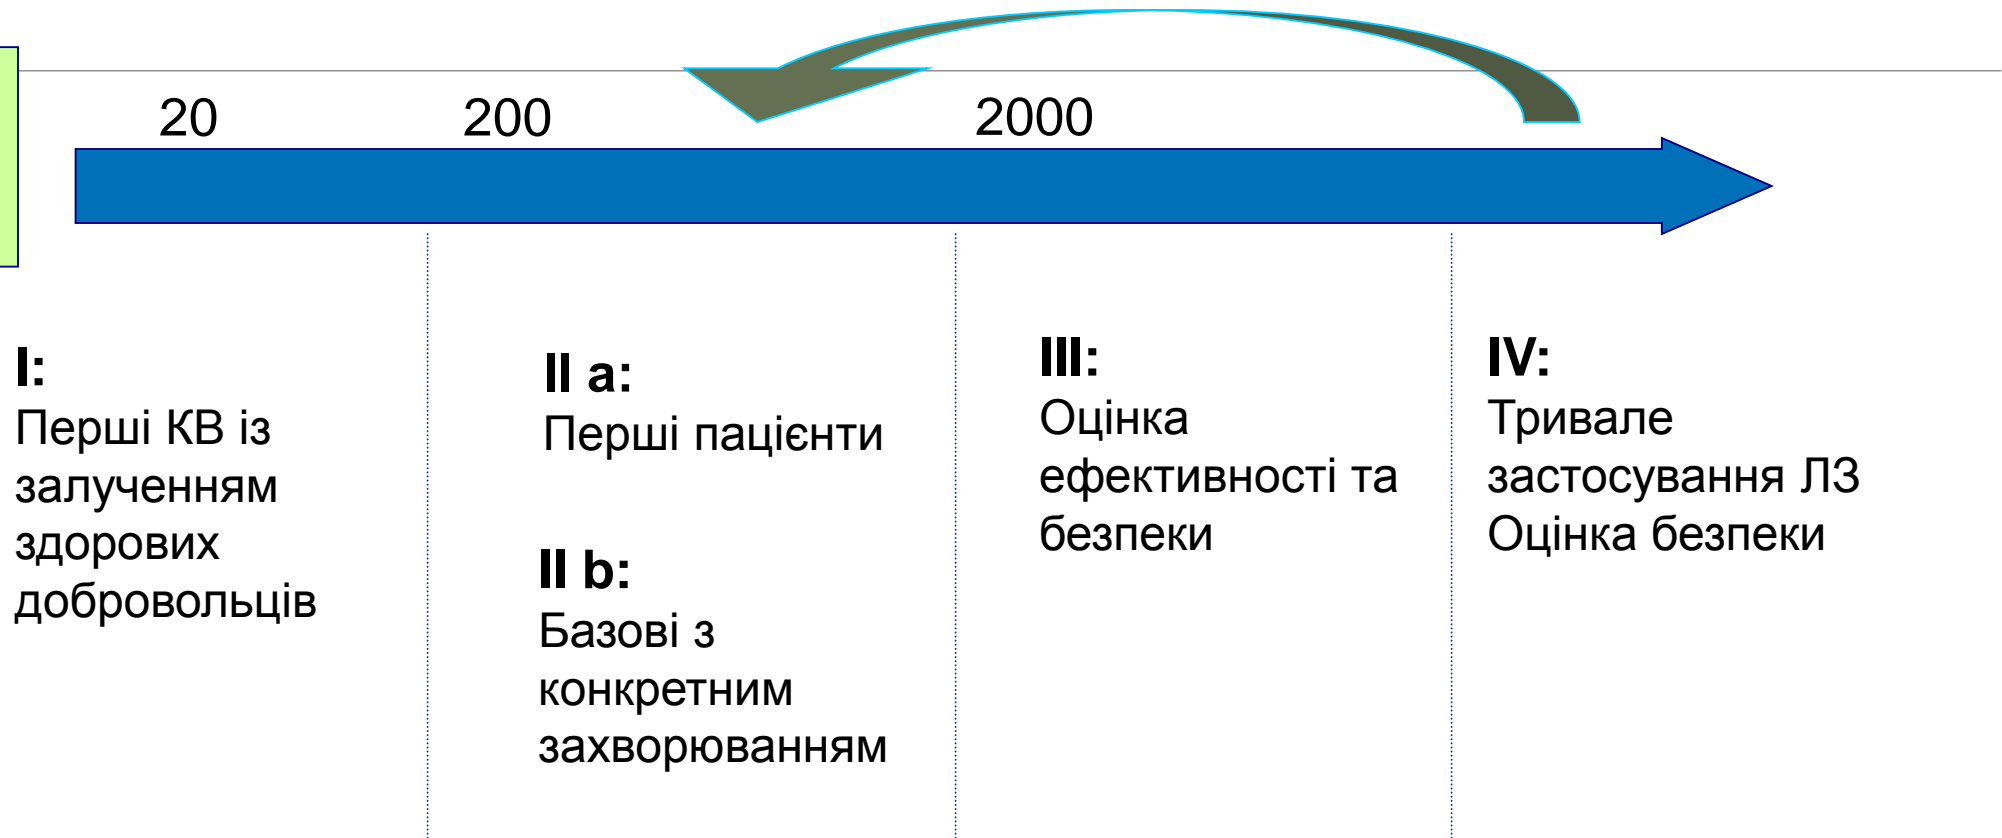 20
200
2000
I:
Перші КВ із
залученням
здорових
добровольців
II a:
Перші пацієнти
II b:
Базові з
конкретним
захворюванням
III:
Оцінка
ефективності та
безпеки
IV:
Тривале
застосування ЛЗ
Оцінка безпеки